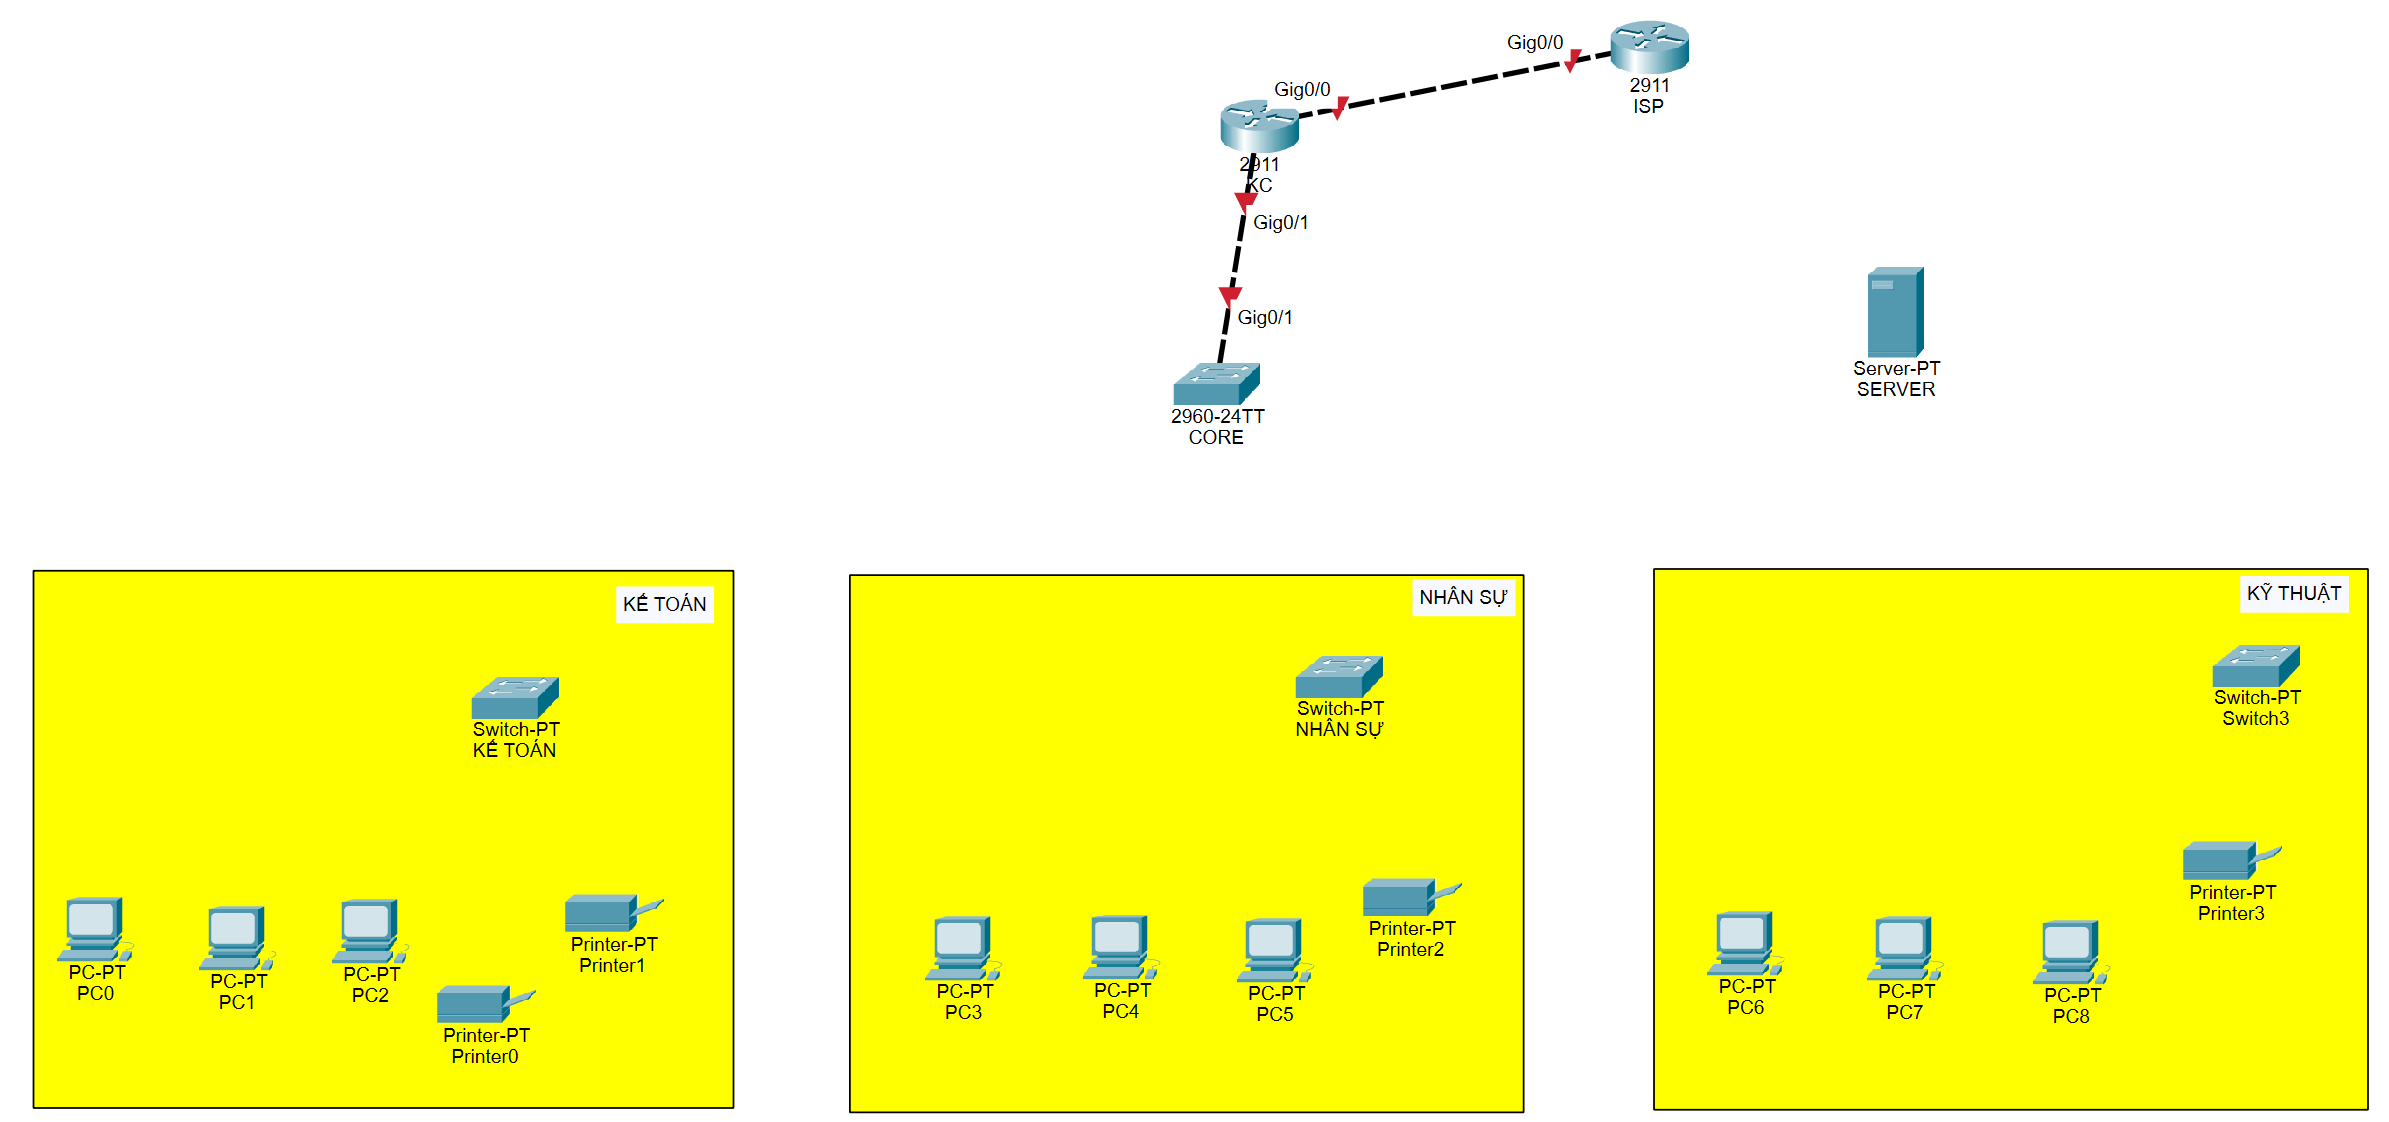 Gig0/0
2911
ISP
Gig0/0
2911
KC
Gig0/1
Gig0/1
2960-24TT
CORE
Server-PT
SERVER
KẾ TOÁN
Switch-PT
KẾ TOÁN
PC-PT
PC0
PC-PT
PC1
PC-PT
PC2
Printer-PT
Printer1
Printer-PT
Printer0
NHÂN SỰ
Switch-PT
NHÂN SỰ
PC-PT
PC3
PC-PT
PC4
PC-PT
PC5
Printer-PT
Printer2
KỸ THUẬT
Switch-PT
Switch3
Printer-PT
Printer3
PC-PT
PC6
PC-PT
PC7
PC-PT
PC8